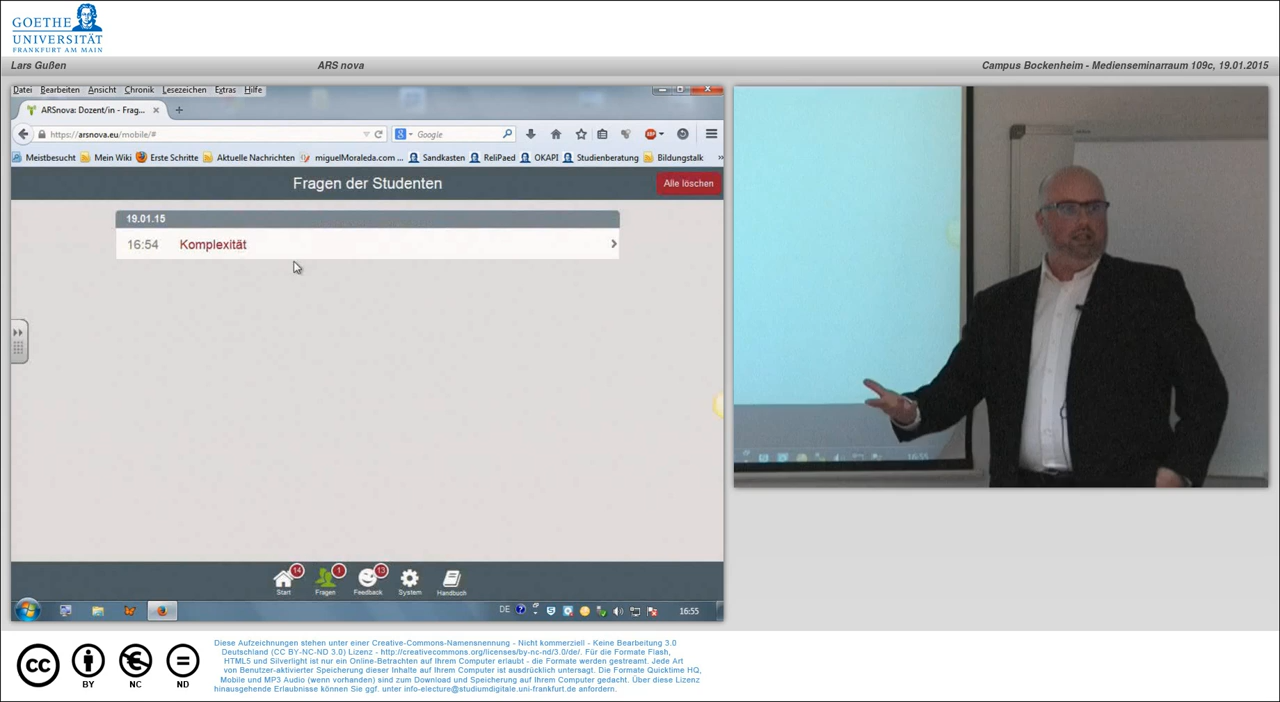 GOETHE
UNIVERSITÄT
FRANKFURT AM MAIN
Lars Gußen
ARS nova
Campus Bockenheim - Medienseminarraum 109c, 19.01.2015
Datei Bearbeiten Ansicht Chronik Lesezeichen Extras Hilfe
ARSnova: Dozent/in - Frag...
https://arsnova.eu/mobile/#
Google
Meistbesucht Mein Wiki Erste Schritte Aktuelle Nachrichten miguelMoraleda.com ... Sandkasten ReliPaed OKAPI Studienberatung Bildungstalk
Fragen der Studenten
Alle löschen
19.01.15
16:54 Komplexität
14 1 13
Start Fragen Feedback System Handbuch
DE 16:55
16:55
cc BY NC ND
Diese Aufzeichnungen stehen unter einer Creative-Commons-Namensnennung - Nicht kommerziell - Keine Bearbeitung 3.0
Deutschland (CC BY-NC-ND 3.0) Lizenz - http://creativecommons.org/licenses/by-nc-nd/3.0/de/. Für die Formate Flash,
HTML5 und Silverlight ist nur ein Online-Betrachten auf Ihrem Computer erlaubt - die Formate werden gestreamt. Jede Art
von Benutzer-aktivierter Speicherung dieser Inhalte auf Ihrem Computer ist ausdrücklich untersagt. Die Formate Quicktime HQ,
Mobile und MP3 Audio (wenn vorhanden) sind zum Download und Speicherung auf Ihrem Computer gedacht. Über diese Lizenz
hinausgehende Erlaubnisse können Sie ggf. unter info-electure@studiumdigitale.uni-frankfurt.de anfordern.